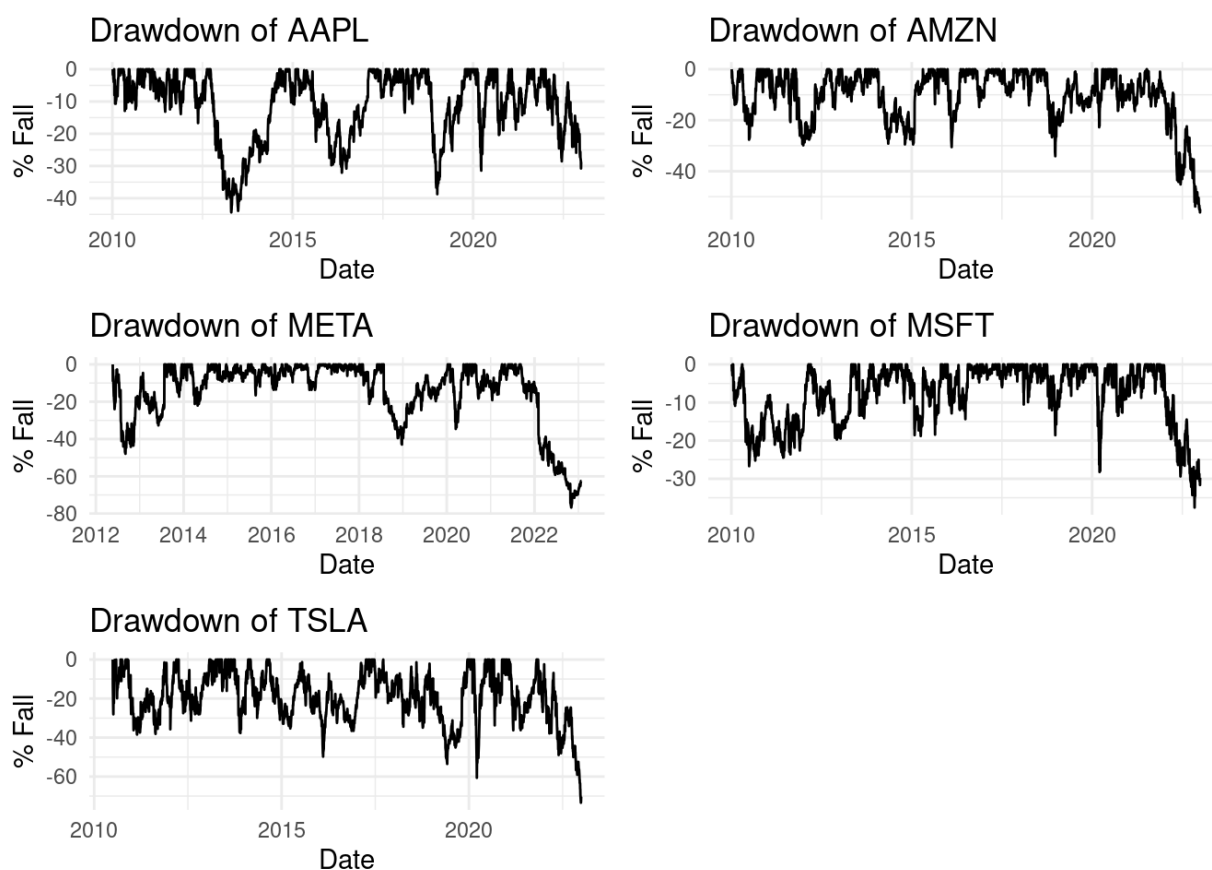 Drawdown of AAPL
% Fall
0
-10
-20
-30
-40
2010 2015 2020
Date
Drawdown of AMZN
% Fall
0
-20
-40
2010 2015 2020
Date
Drawdown of META
% Fall
0
-20
-40
-60
-80
2012 2014 2016 2018 2020 2022
Date
Drawdown of MSFT
% Fall
0
-10
-20
-30
2010 2015 2020
Date
Drawdown of TSLA
% Fall
0
-20
-40
-60
2010 2015 2020
Date